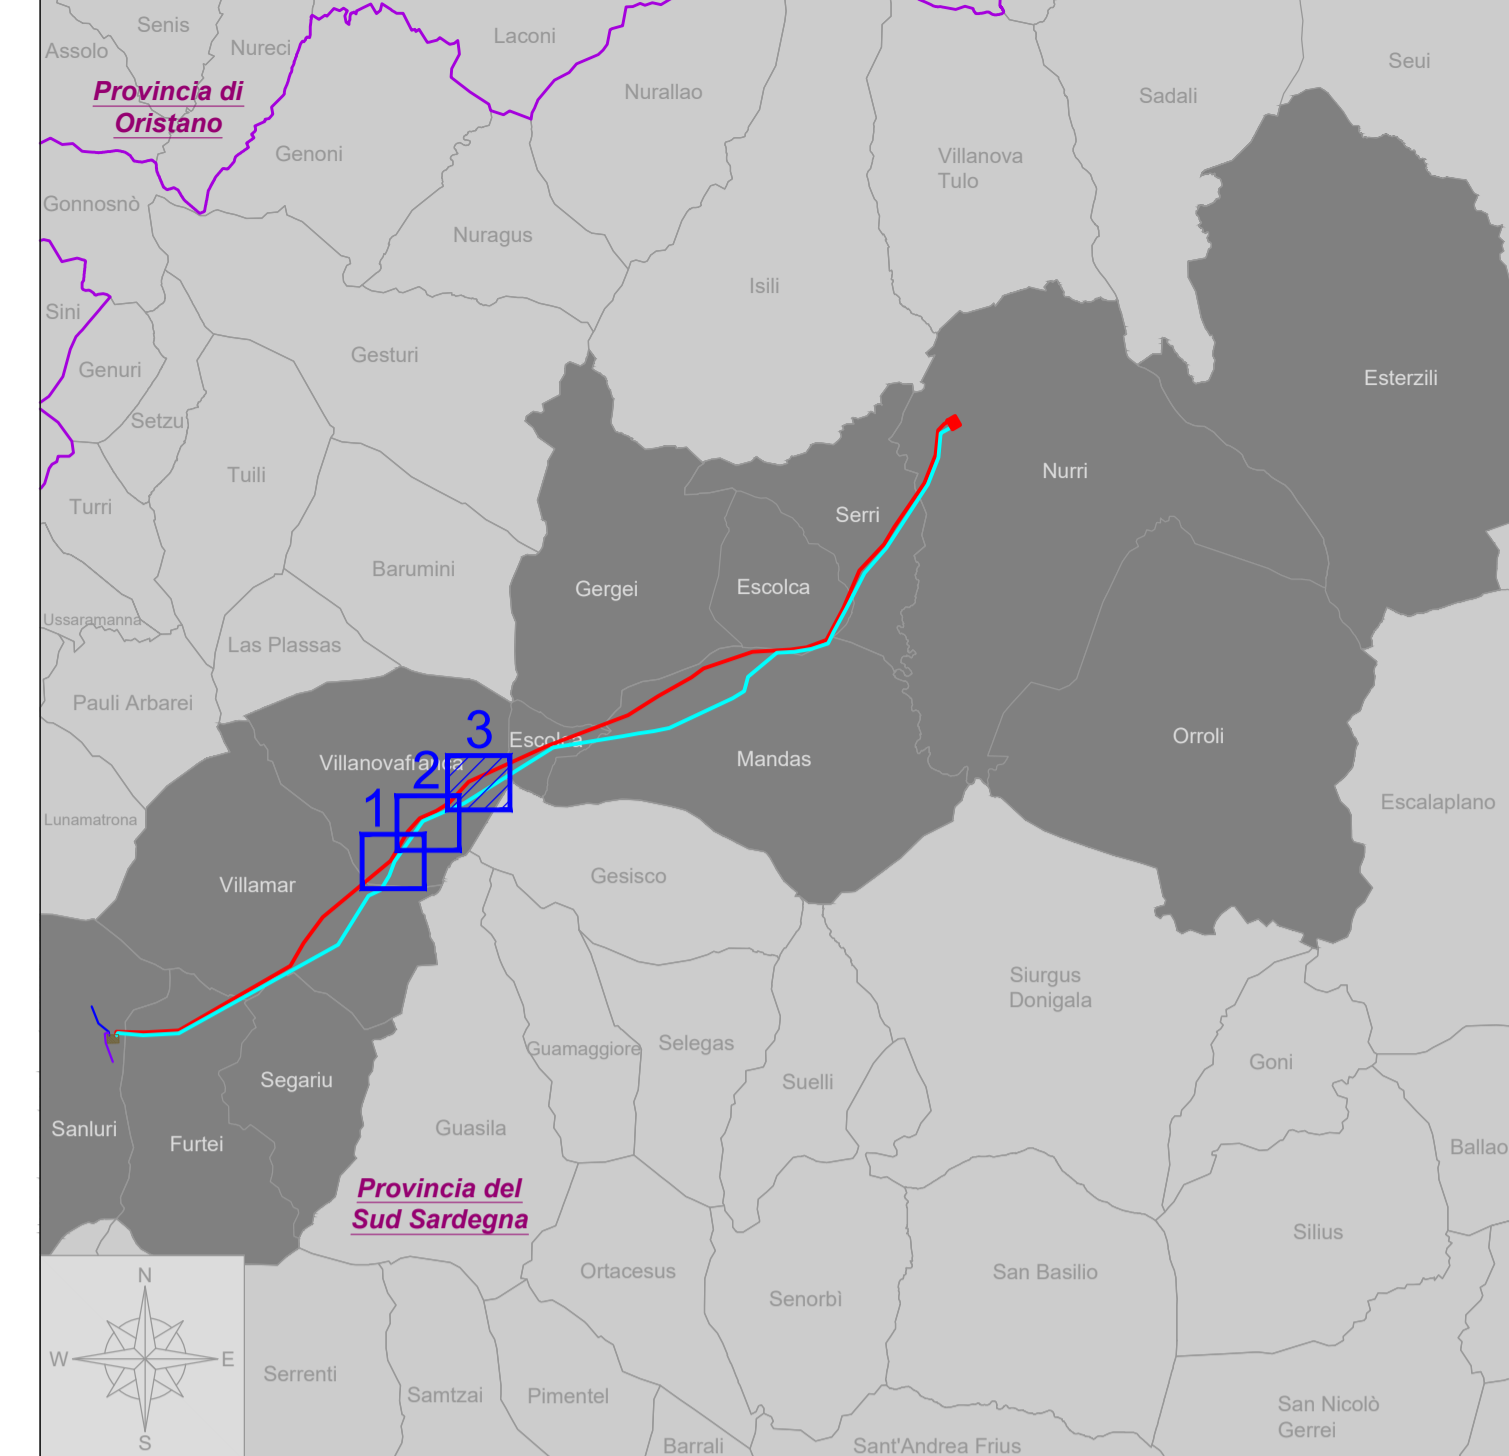 Senis
Laconi
Nureci
Assolo
Seui
Provincia di
Oristano
Nurallao
Sadali
Genoni
Villanova
Tulo
Gonnosnò
Nuragus
Isili
Sini
Gesturi
Genuri
Esterzili
Setzu
Tuili
Nurri
Turri
Serri
Barumini
Gergei
Escolca
Ussaramanna
Las Plassas
Pauli Arbarei
3
Escolca
Orroli
Villanovafranca
2
Mandas
1
Escalaplano
Lunamatrona
Gesisco
Villamar
Siurgus
Donigala
Guamaggiore
Selegas
Goni
Segariu
Suelli
Sanluri
Guasila
Furtei
Ballao
Provincia del
Sud Sardegna
Silius
Ortacesus
San Basilio
N
Senorbì
W
E
Serrenti
Samtzai
Pimentel
San Nicolò
Gerrei
S
Barrali
Sant'Andrea Frius